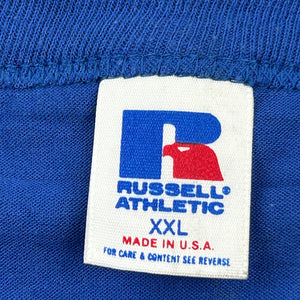 R
RUSSELL®
ATHLETIC
XXL
MADE IN U.S.A.
FOR CARE & CONTENT SEE REVERSE